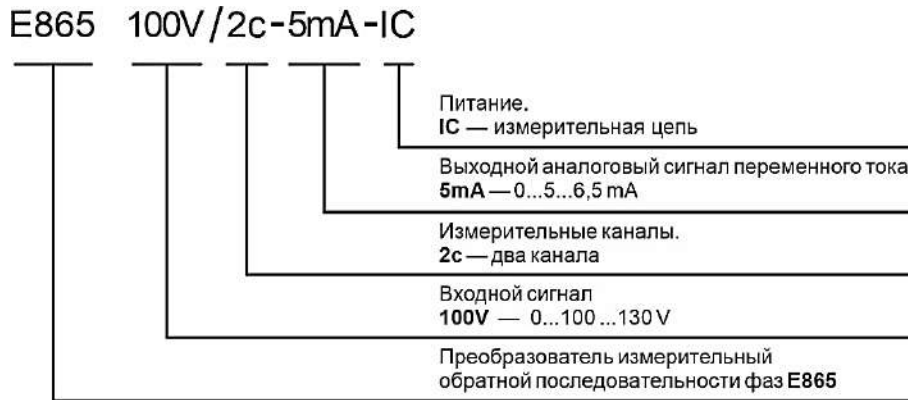 E865 100V/2c-5mA-IC
Питание.
IC — измерительная цепь
Выходной аналоговый сигнал переменного тока
5mA — 0...5...6,5 mA
Измерительные каналы.
2c — два канала
Входной сигнал
100V — 0...100 ...130 V
Преобразователь измерительный
обратной последовательности фаз E865